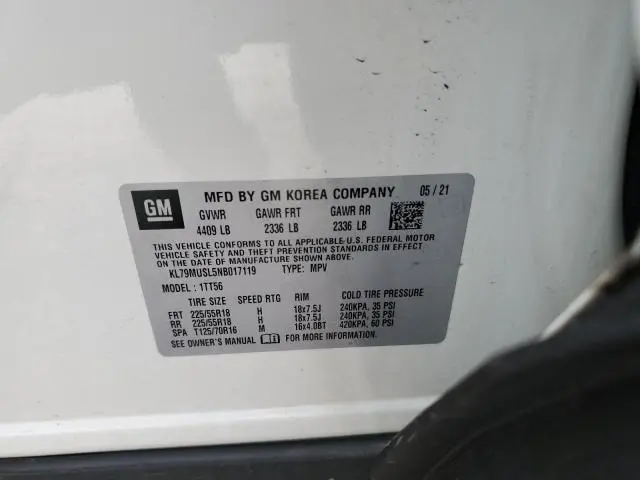 GM MFD BY GM KOREA COMPANY 05/21
GVWR GAWR FRT GAWR RR
4409 LB 2336 LB 2336 LB
THIS VEHICLE CONFORMS TO ALL APPLICABLE U.S. FEDERAL MOTOR
VEHICLE SAFETY, BUMPER, AND THEFT PREVENTION STANDARDS
IN EFFECT ON THE DATE OF MANUFACTURE SHOWN ABOVE.
KL79MUSL5NB017119 TYPE: MPV
MODEL: 1TT56
TIRE SIZE SPEED RTG RIM COLD TIRE PRESSURE
FRT 225/55R18 H 18x7.5J 240KPA, 35 PSI
RR 225/55R18 H 18x7.5J 240KPA, 35 PSI
SPA T125/70R16 M 16x4.0BT 420KPA, 60 PSI
SEE OWNER'S MANUAL FOR MORE INFORMATION.